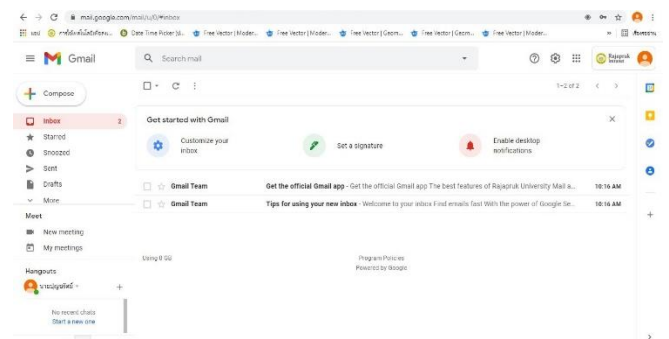 mail.google.com/mail/u/0/#inbox
แอป
Date Time Picker |ย...
Free Vector | Moder...
Free Vector | Moder...
Free Vector | Geom...
Free Vector | Geom...
Free Vector | Moder...
Gmail
Search mail
Rajapruk
Compose
1–2 of 2
Inbox 2
Starred
Snoozed
Sent
Drafts
More
Get started with Gmail
Customize your inbox
Set a signature
Enable desktop notifications
Gmail Team Get the official Gmail app - Get the official Gmail app The best features of Rajapruk University Mail a... 10:16 AM
Gmail Team Tips for using your new inbox - Welcome to your inbox Find emails fast With the power of Google Se... 10:16 AM
Meet
New meeting
My meetings
Using 0 GB
Program Policies
Powered by Google
Hangouts
No recent chats
Start a new one